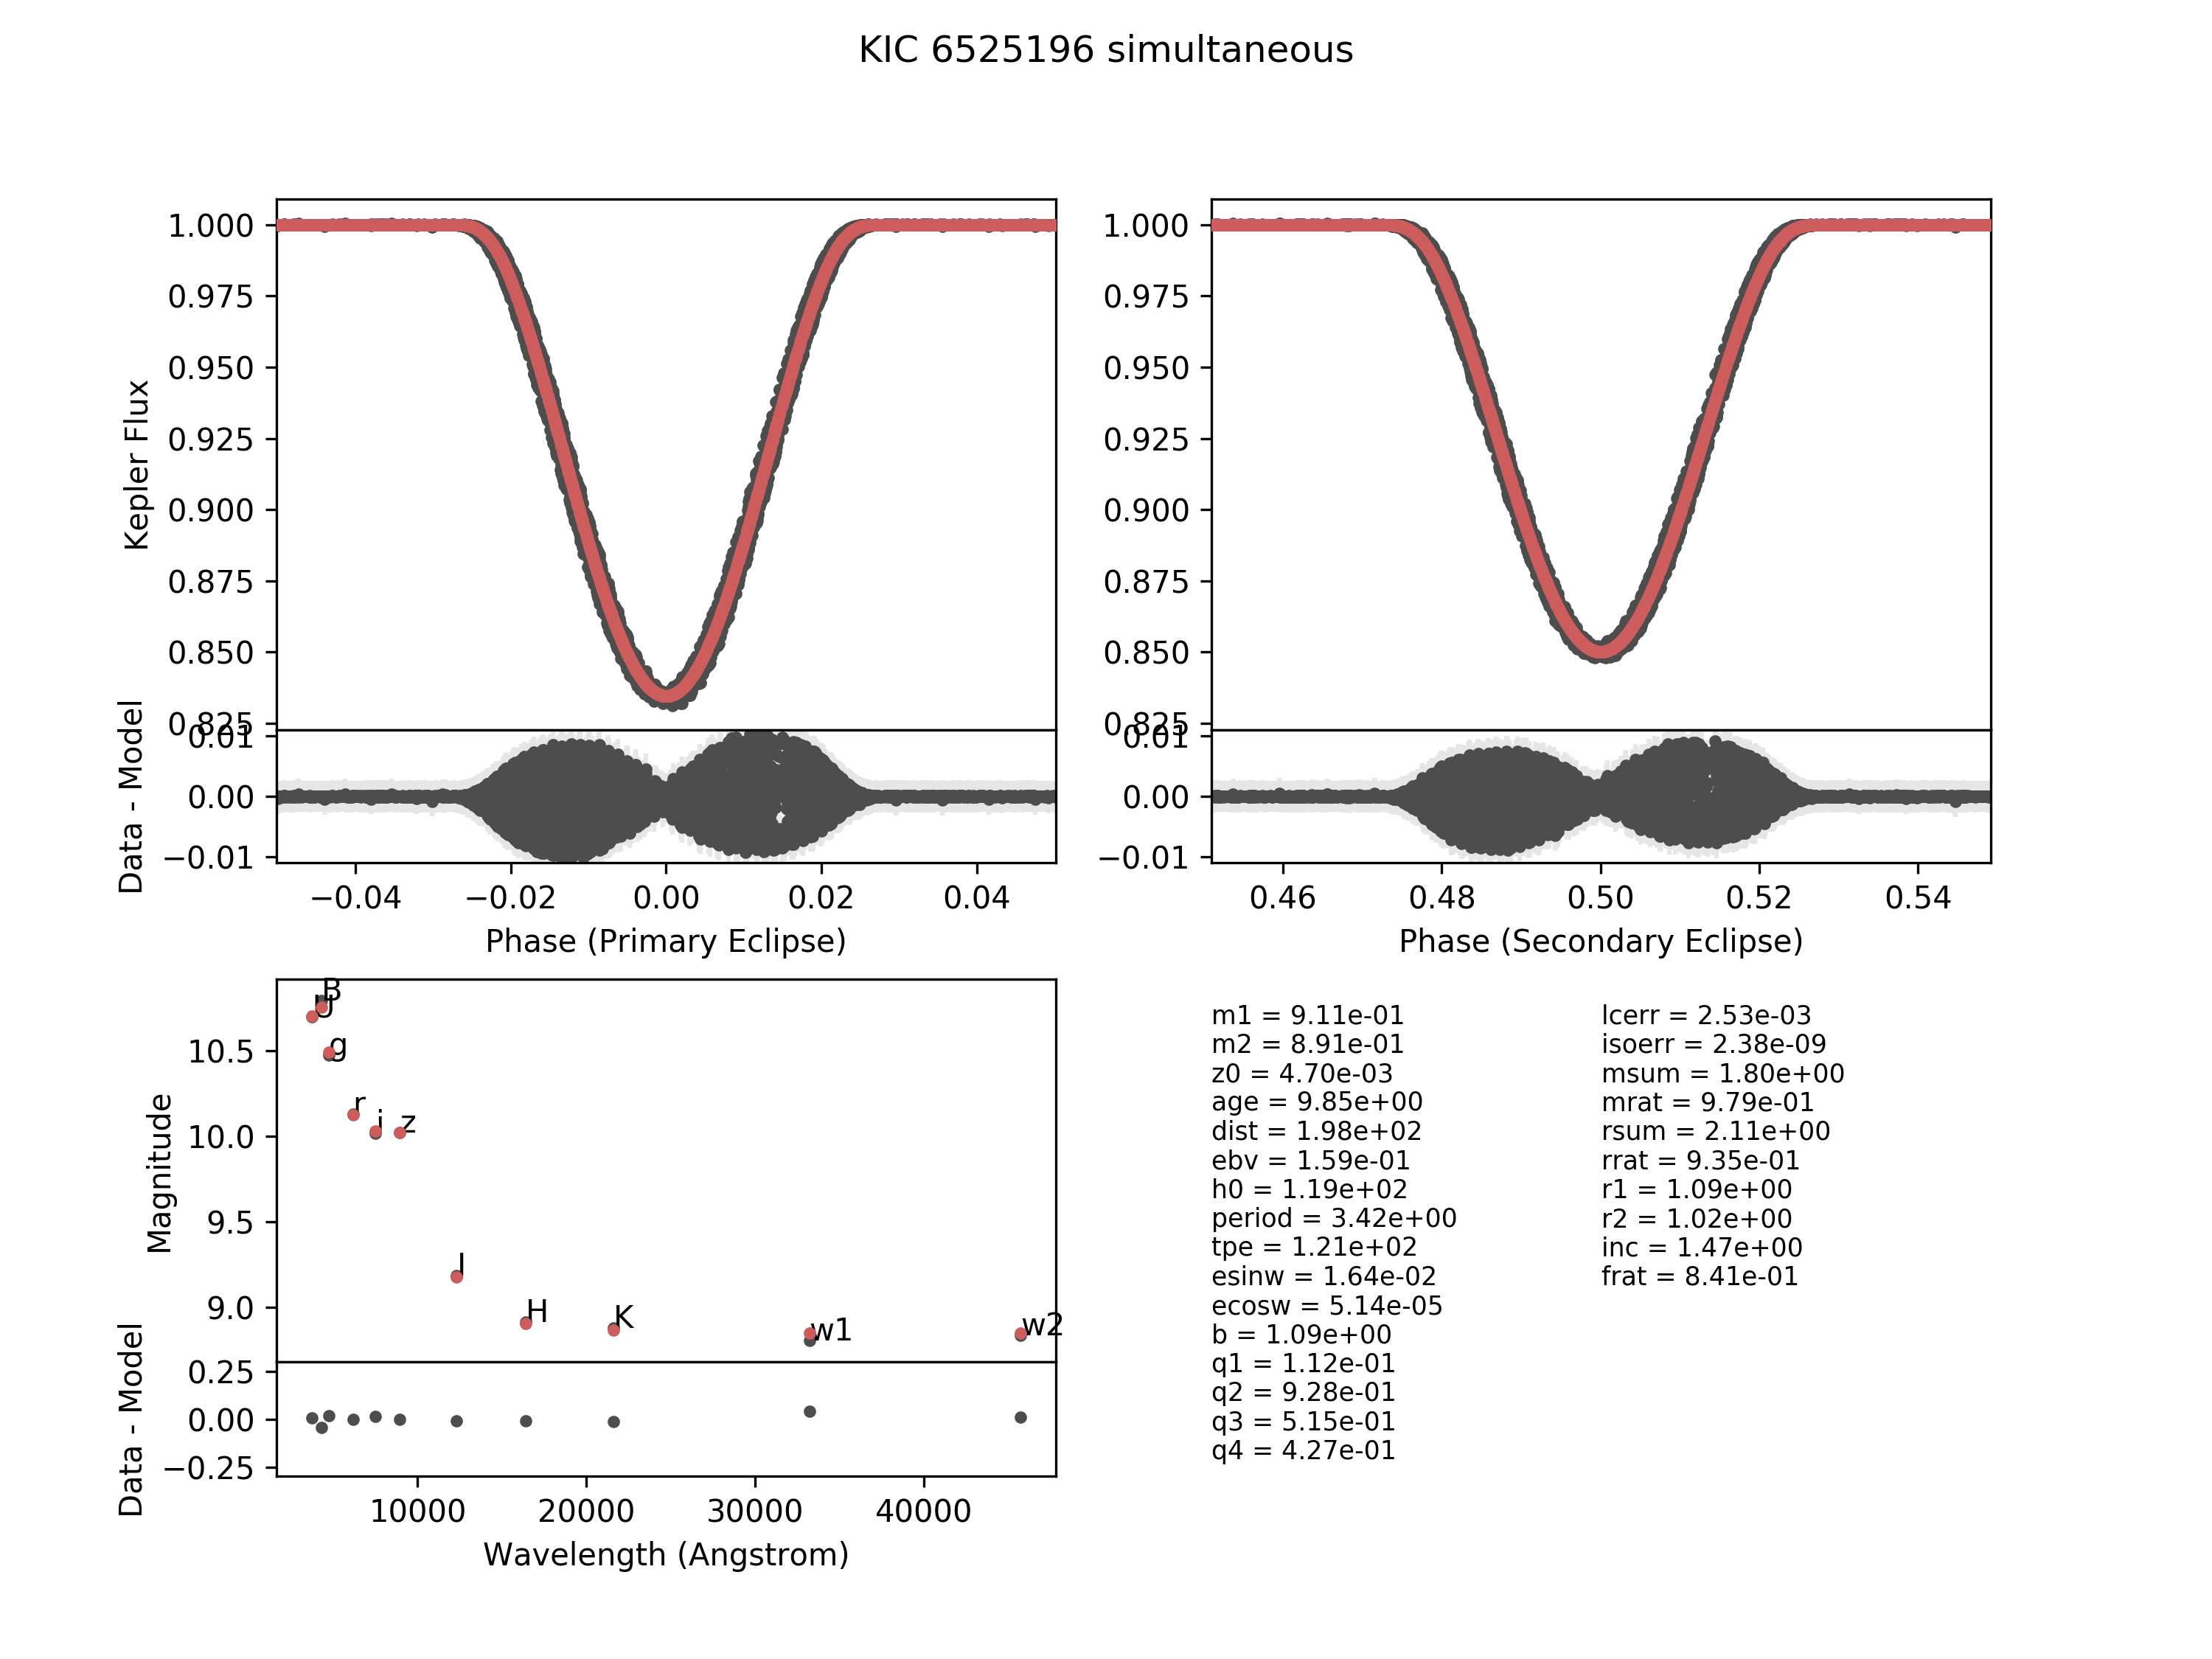 KIC 6525196 simultaneous
1.000
0.975
0.950
0.925
0.900
0.875
0.850
0.825
Kepler Flux
0.01
0.00
−0.01
Data - Model
−0.04 −0.02 0.00 0.02 0.04
Phase (Primary Eclipse)
1.000
0.975
0.950
0.925
0.900
0.875
0.850
0.825
0.01
0.00
−0.01
0.46 0.48 0.50 0.52 0.54
Phase (Secondary Eclipse)
10.5
10.0
9.5
9.0
Magnitude
B
U
g
r
i
z
J
H
K
w1
w2
0.25
0.00
−0.25
Data - Model
10000 20000 30000 40000
Wavelength (Angstrom)
m1 = 9.11e-01
m2 = 8.91e-01
z0 = 4.70e-03
age = 9.85e+00
dist = 1.98e+02
ebv = 1.59e-01
h0 = 1.19e+02
period = 3.42e+00
tpe = 1.21e+02
esinw = 1.64e-02
ecosw = 5.14e-05
b = 1.09e+00
q1 = 1.12e-01
q2 = 9.28e-01
q3 = 5.15e-01
q4 = 4.27e-01
lcerr = 2.53e-03
isoerr = 2.38e-09
msum = 1.80e+00
mrat = 9.79e-01
rsum = 2.11e+00
rrat = 9.35e-01
r1 = 1.09e+00
r2 = 1.02e+00
inc = 1.47e+00
frat = 8.41e-01